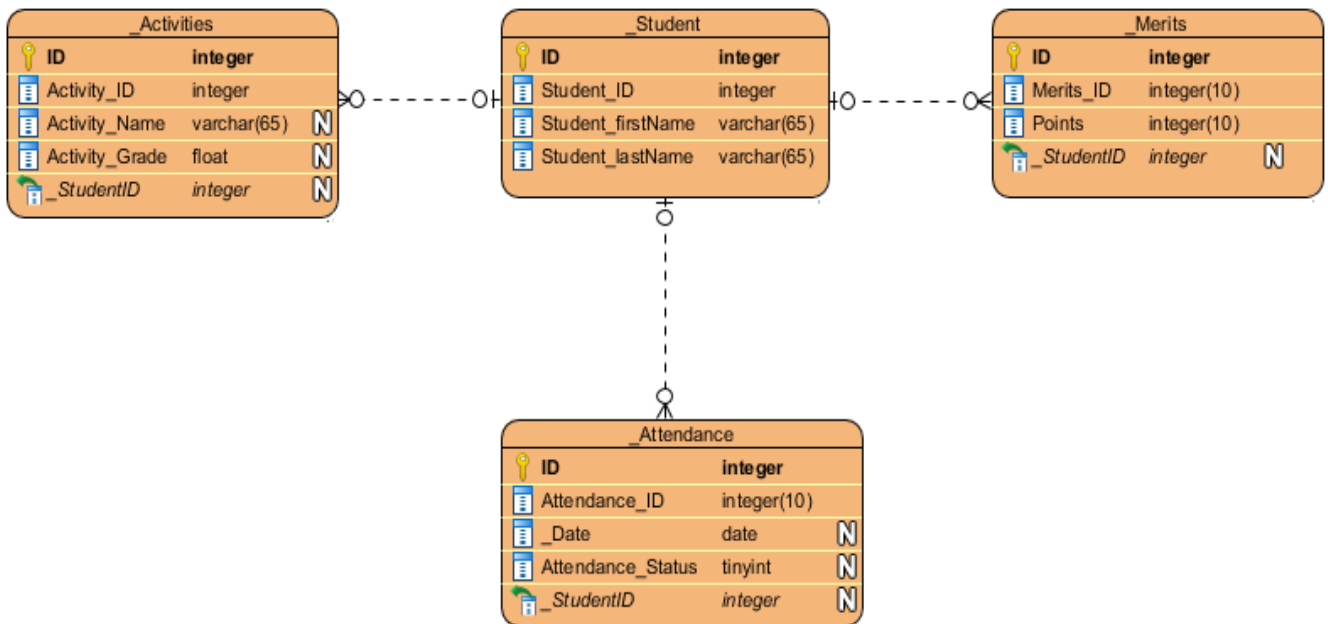 _Activities
ID integer
Activity_ID integer
Activity_Name varchar(65) N
Activity_Grade float N
_StudentID integer N
_Student
ID integer
Student_ID integer
Student_firstName varchar(65)
Student_lastName varchar(65)
_Merits
ID integer
Merits_ID integer(10)
Points integer(10)
_StudentID integer N
_Attendance
ID integer
Attendance_ID integer(10)
_Date date N
Attendance_Status tinyint N
_StudentID integer N